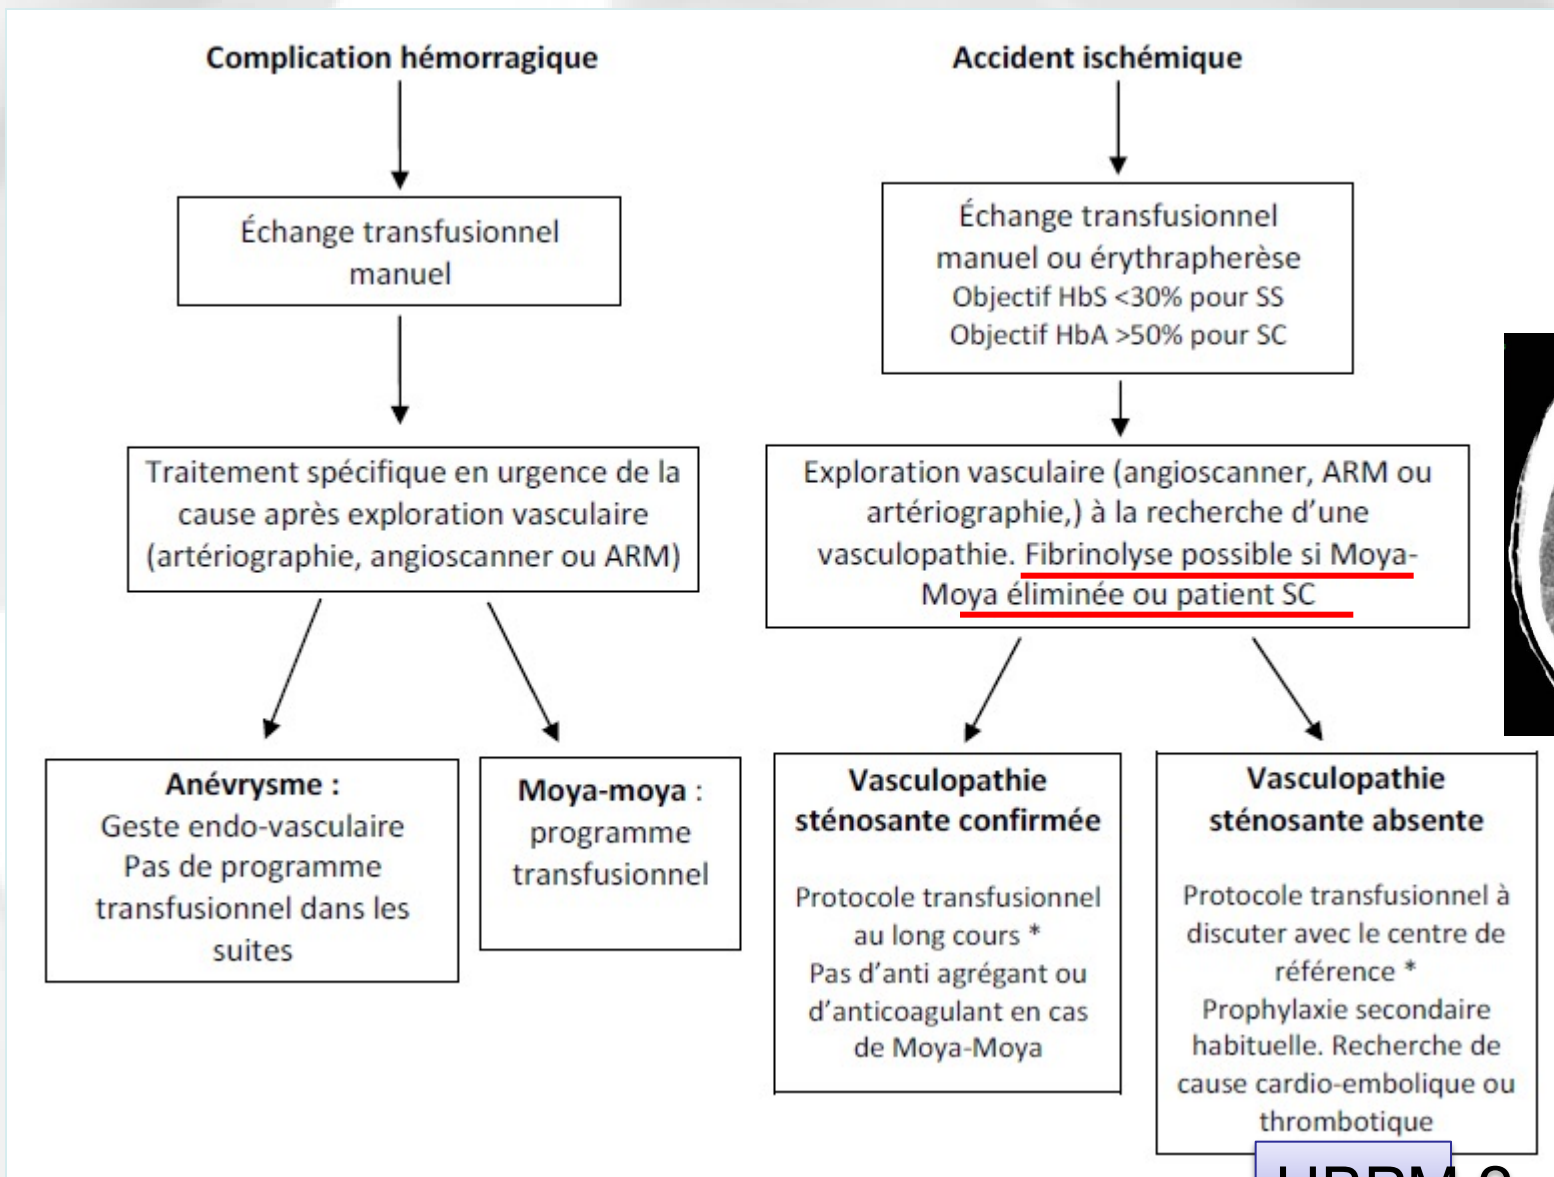 Complication hémorragique
Échange transfusionnel
manuel
Traitement spécifique en urgence de la
cause après exploration vasculaire
(artériographie, angioscanner ou ARM)
Anévrysme :
Geste endo-vasculaire
Pas de programme
transfusionnel dans les
suites
Moya-moya :
programme
transfusionnel
Accident ischémique
Échange transfusionnel
manuel ou érythrapherèse
Objectif HbS <30% pour SS
Objectif HbA >50% pour SC
Exploration vasculaire (angioscanner, ARM ou
artériographie,) à la recherche d’une
vasculopathie. Fibrinolyse possible si Moya-
Moya éliminée ou patient SC
Vasculopathie
sténosante confirmée
Protocole transfusionnel
au long cours *
Pas d’anti agrégant ou
d’anticoagulant en cas
de Moya-Moya
Vasculopathie
sténosante absente
Protocole transfusionnel à
discuter avec le centre de
référence *
Prophylaxie secondaire
habituelle. Recherche de
cause cardio-embolique ou
thrombotique